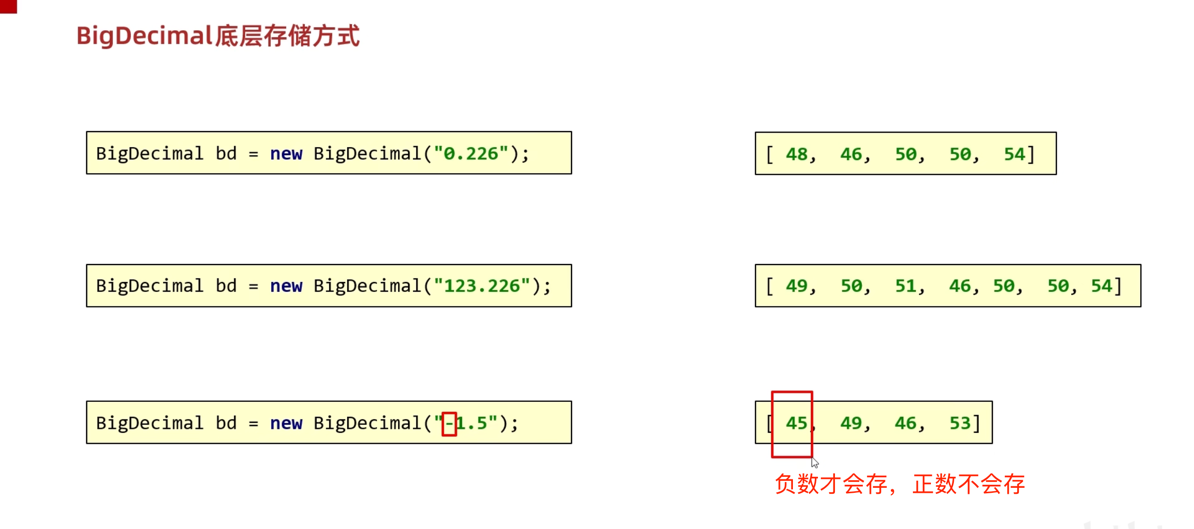 BigDecimal底层存储方式
BigDecimal bd = new BigDecimal("0.226");
[ 48, 46, 50, 50, 54]
BigDecimal bd = new BigDecimal("123.226");
[ 49, 50, 51, 46, 50, 50, 54]
BigDecimal bd = new BigDecimal("-1.5");
[ 45, 49, 46, 53]
负数才会存，正数不会存